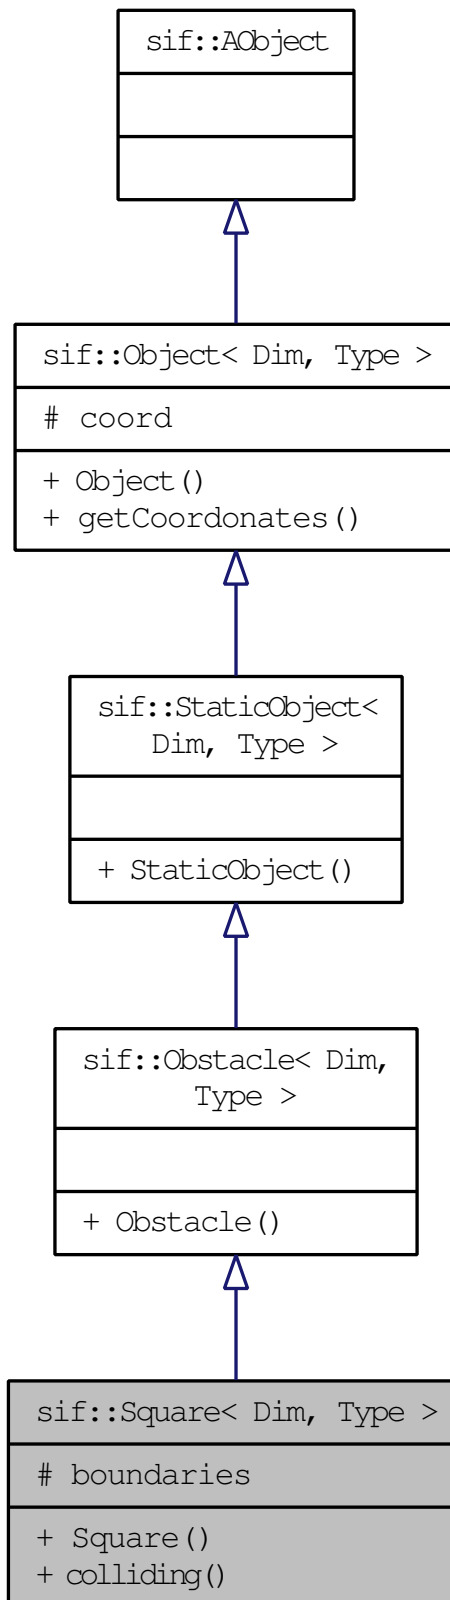 sif::AObject
sif::Object< Dim, Type >
# coord
+ Object()
+ getCoordonates()
sif::StaticObject<
Dim, Type >
+ StaticObject()
sif::Obstacle< Dim,
Type >
+ Obstacle()
sif::Square< Dim, Type >
# boundaries
+ Square()
+ colliding()